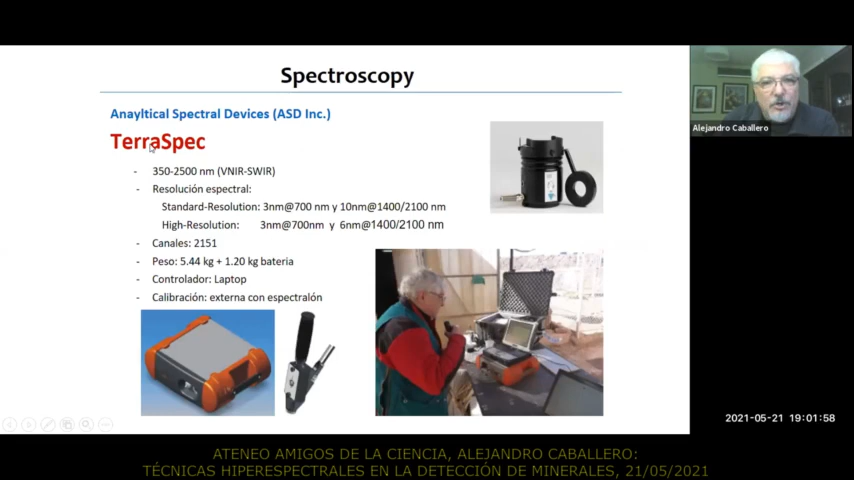 Spectroscopy
Anayltical Spectral Devices (ASD Inc.)
TerraSpec
- 350-2500 nm (VNIR-SWIR)
- Resolución espectral:
Standard-Resolution: 3nm@700 nm y 10nm@1400/2100 nm
High-Resolution: 3nm@700nm y 6nm@1400/2100 nm
- Canales: 2151
- Peso: 5.44 kg + 1.20 kg bateria
- Controlador: Laptop
- Calibración: externa con espectralón
Alejandro Caballero
2021-05-21 19:01:58
ATENEO AMIGOS DE LA CIENCIA, ALEJANDRO CABALLERO:
TÉCNICAS HIPERESPECTRALES EN LA DETECCIÓN DE MINERALES, 21/05/2021